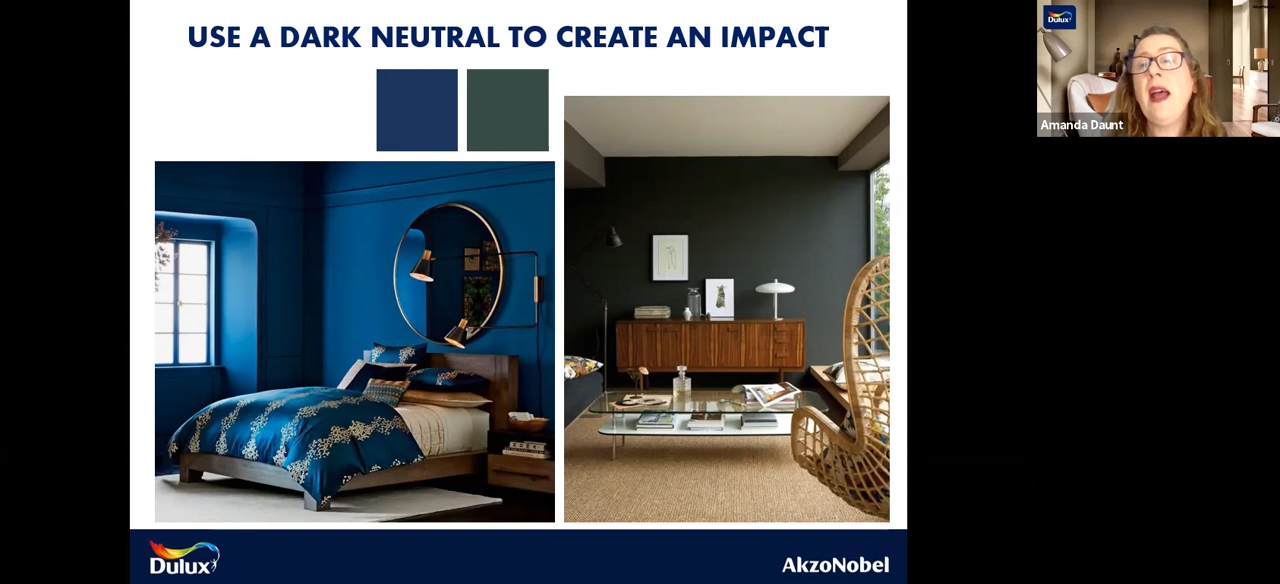 USE A DARK NEUTRAL TO CREATE AN IMPACT
Dulux
Amanda Daunt
Dulux
AkzoNobel